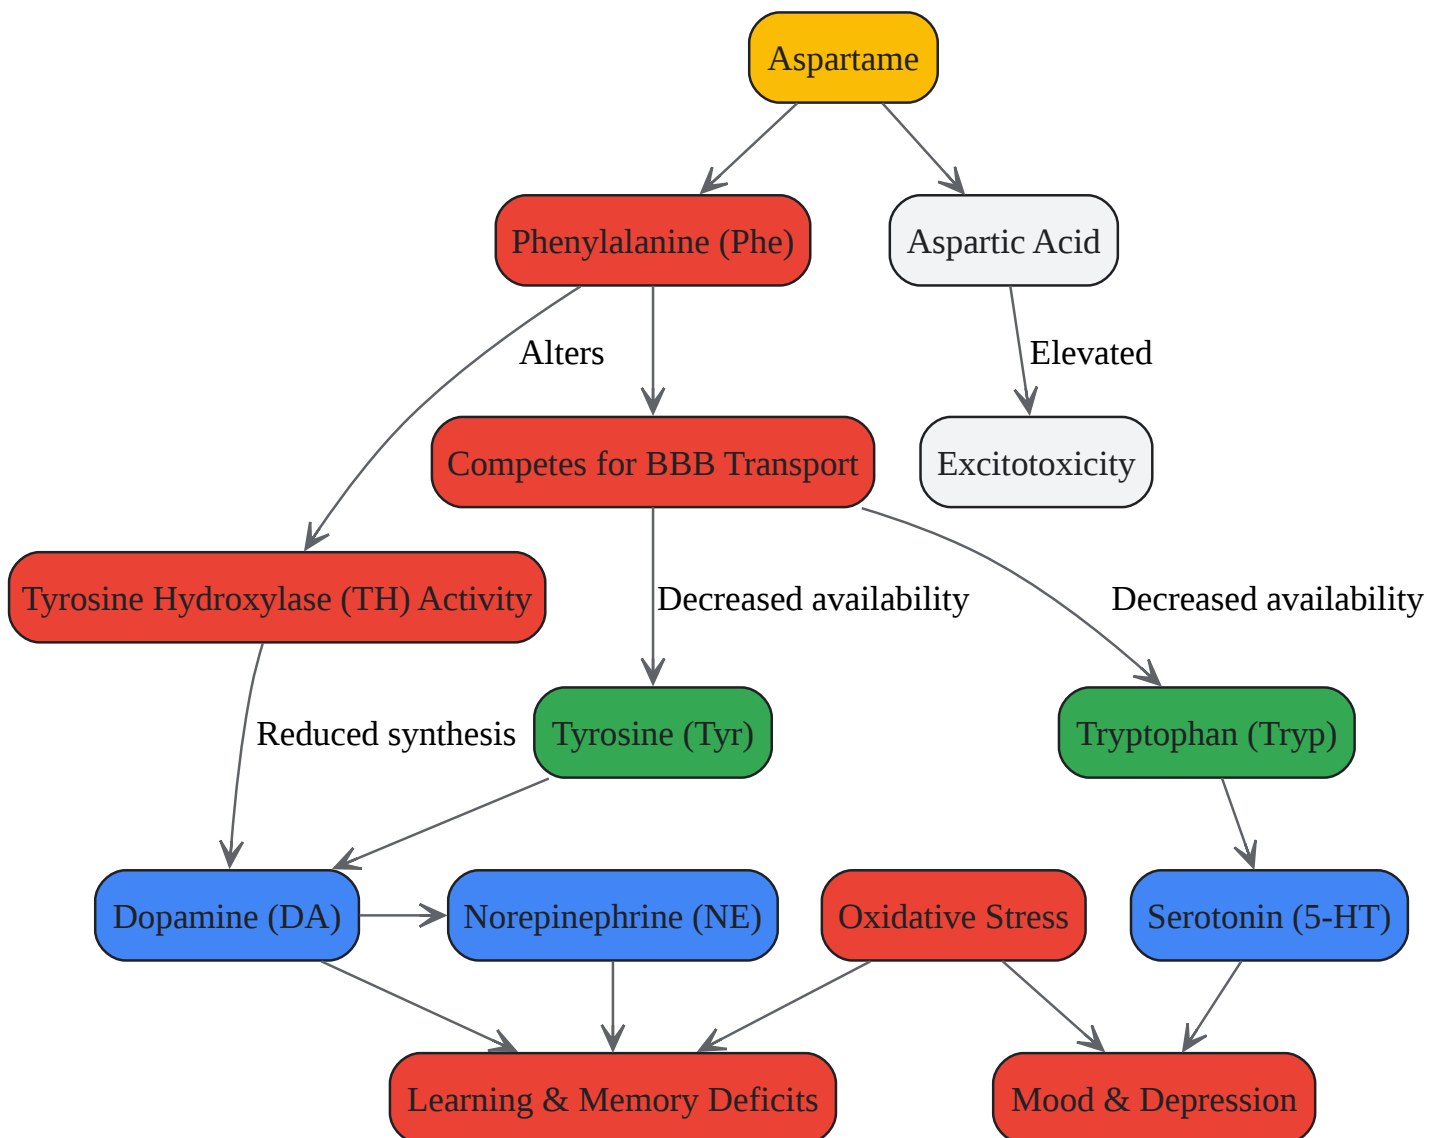 Aspartame
Phenylalanine (Phe)
Aspartic Acid
Alters
Elevated
Competes for BBB Transport
Excitotoxicity
Tyrosine Hydroxylase (TH) Activity
Decreased availability
Decreased availability
Reduced synthesis
Tyrosine (Tyr)
Tryptophan (Tryp)
Dopamine (DA)
Norepinephrine (NE)
Oxidative Stress
Serotonin (5-HT)
Learning & Memory Deficits
Mood & Depression